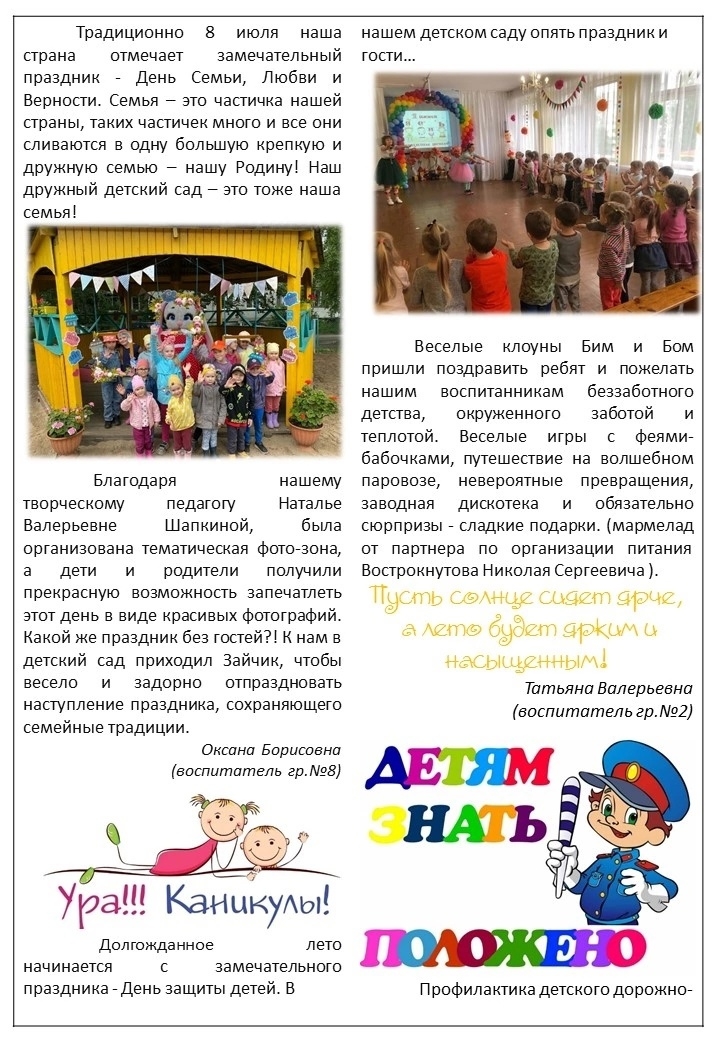 Традиционно 8 июля наша
страна отмечает замечательный
праздник - День Семьи, Любви и
Верности. Семья – это частичка нашей
страны, таких частичек много и все они
сливаются в одну большую крепкую и
дружную семью – нашу Родину! Наш
дружный детский сад – это тоже наша
семья!
Благодаря нашему
творческому педагогу Наталье
Валерьевне Шапкиной, была
организована тематическая фото-зона,
а дети и родители получили
прекрасную возможность запечатлеть
этот день в виде красивых фотографий.
Какой же праздник без гостей?! К нам в
детский сад приходил Зайчик, чтобы
весело и задорно отпраздновать
наступление праздника, сохраняющего
семейные традиции.
Оксана Борисовна
(воспитатель гр.№8)
Ура!!! Каникулы!
Долгожданное лето
начинается с замечательного
праздника - День защиты детей. В
нашем детском саду опять праздник и
гости…
Веселые клоуны Бим и Бом
пришли поздравить ребят и пожелать
нашим воспитанникам беззаботного
детства, окруженного заботой и
теплотой. Веселые игры с феями-
бабочками, путешествие на волшебном
паровозе, невероятные превращения,
заводная дискотека и обязательно
сюрпризы - сладкие подарки. (мармелад
от партнера по организации питания
Вострокнутова Николая Сергеевича ).
Пусть солнце сияет ярче,
а лето будет ярким и
насыщенным!
Татьяна Валерьевна
(воспитатель гр.№2)
ДЕТЯМ
ЗНАТЬ
ПОЛОЖЕНО
Профилактика детского дорожно-